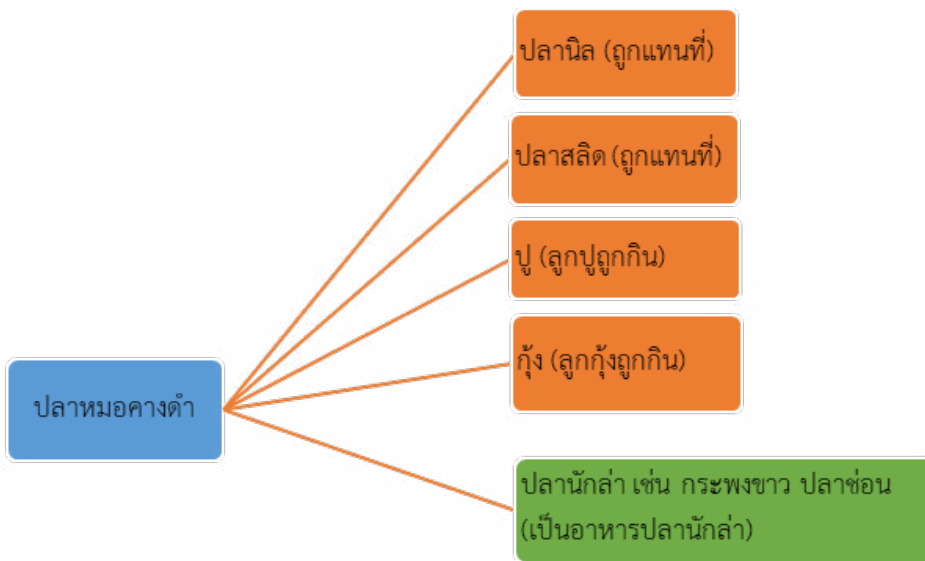 ปลานิล (ถูกแทนที่)
ปลาสลิด (ถูกแทนที่)
ปู (ลูกปูถูกกิน)
กุ้ง (ลูกกุ้งถูกกิน)
ปลาหมอคางดำ
ปลานักล่า เช่น กระพงขาว ปลาช่อน
(เป็นอาหารปลานักล่า)